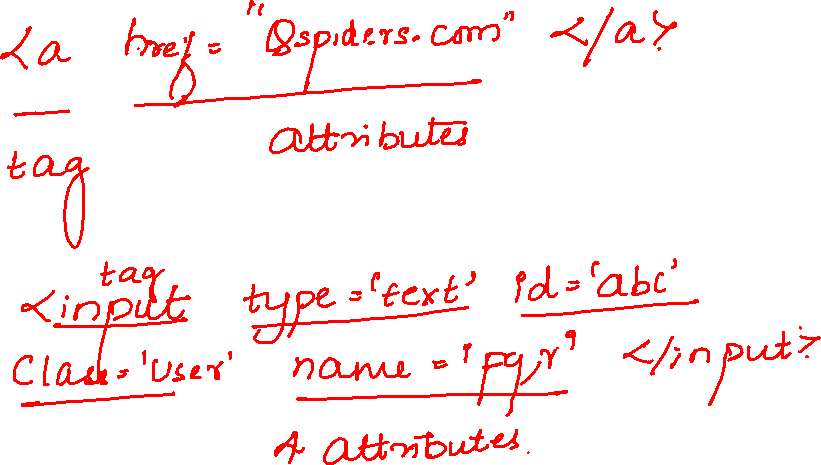 <a href = "Qspiders.com" </a>
tag attributes
tag
<input type = 'text' id = 'abc'
Class = 'User' name = 'pqr' </input>
4 attributes.